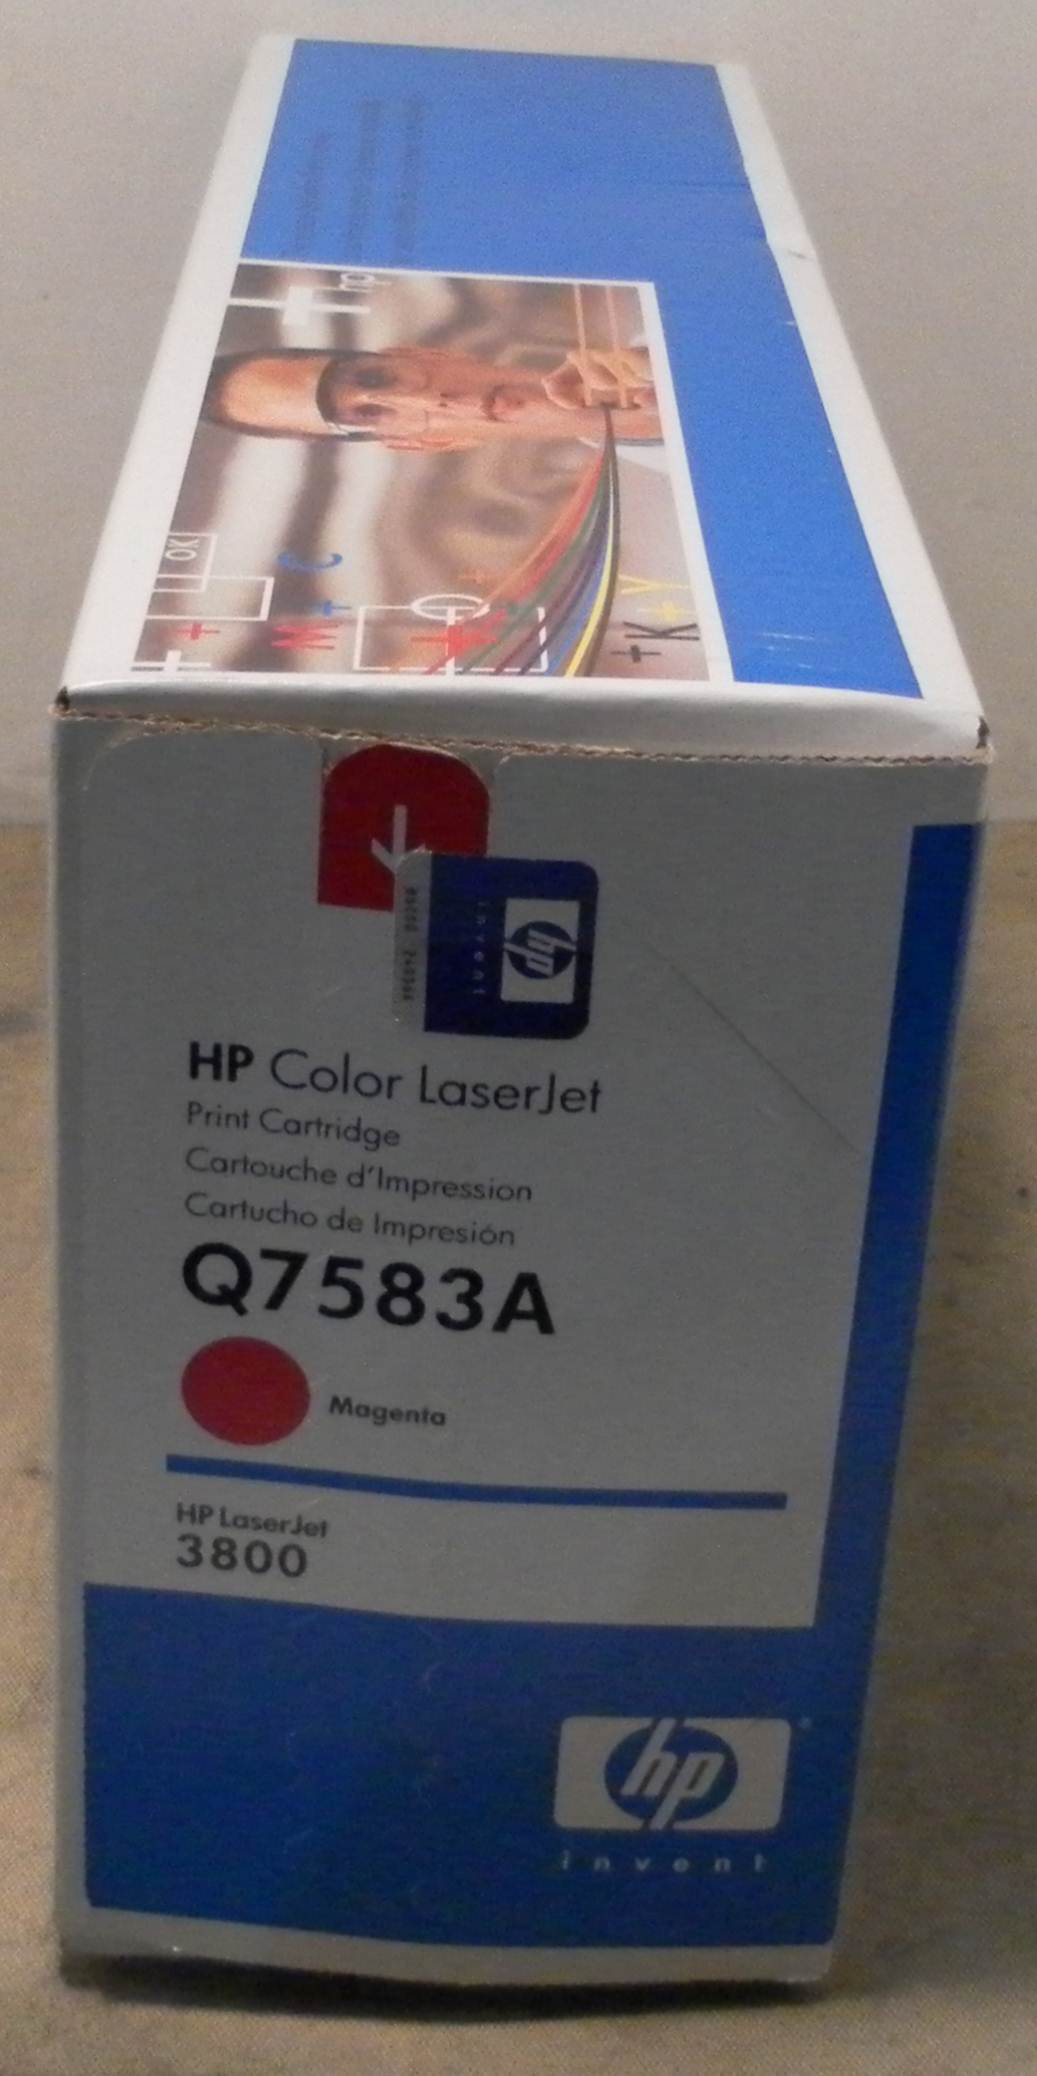 hp
OK
M + C
K+Y
hp
invent
HP Color LaserJet
Print Cartridge
Cartouche d'Impression
Cartucho de Impresión
Q7583A
Magenta
HP LaserJet
3800
hp
invent